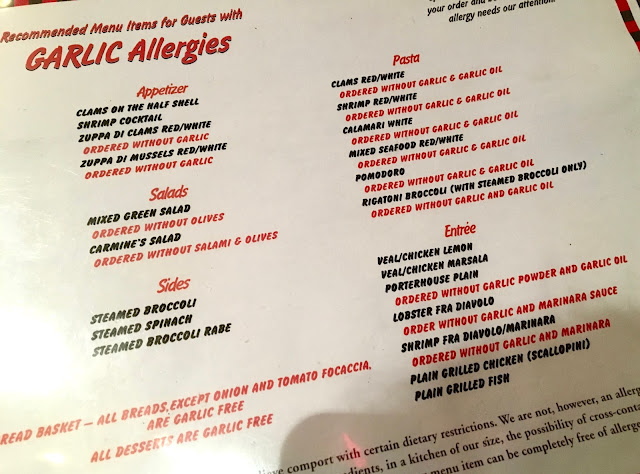 Recommended Menu Items for Guests with
GARLIC Allergies
your order and
allergy needs our attention.
Appetizer
CLAMS ON THE HALF SHELL
SHRIMP COCKTAIL
ZUPPA DI CLAMS RED/WHITE
ORDERED WITHOUT GARLIC
ZUPPA DI MUSSELS RED/WHITE
ORDERED WITHOUT GARLIC
Salads
MIXED GREEN SALAD
ORDERED WITHOUT OLIVES
CARMINE'S SALAD
ORDERED WITHOUT SALAMI & OLIVES
Sides
STEAMED BROCCOLI
STEAMED SPINACH
STEAMED BROCCOLI RABE
Pasta
CLAMS RED/WHITE
ORDERED WITHOUT GARLIC & GARLIC OIL
SHRIMP RED/WHITE
ORDERED WITHOUT GARLIC & GARLIC OIL
CALAMARI WHITE
ORDERED WITHOUT GARLIC & GARLIC OIL
MIXED SEAFOOD RED/WHITE
ORDERED WITHOUT GARLIC & GARLIC OIL
POMODORO
ORDERED WITHOUT GARLIC & GARLIC OIL
RIGATONI BROCCOLI (WITH STEAMED BROCCOLI ONLY)
ORDERED WITHOUT GARLIC AND GARLIC OIL
Entrée
VEAL/CHICKEN LEMON
VEAL/CHICKEN MARSALA
PORTERHOUSE PLAIN
ORDERED WITHOUT GARLIC POWDER AND GARLIC OIL
LOBSTER FRA DIAVOLO
ORDER WITHOUT GARLIC AND MARINARA SAUCE
SHRIMP FRA DIAVOLO/MARINARA
ORDERED WITHOUT GARLIC AND MARINARA
PLAIN GRILLED CHICKEN (SCALLOPINI)
PLAIN GRILLED FISH
READ BASKET – ALL BREADS, EXCEPT ONION AND TOMATO FOCACCIA.
ARE GARLIC FREE
ALL DESSERTS ARE GARLIC FREE
comport with certain dietary restrictions. We are not, however, an
in a kitchen of our size, the possibility of
item can be completely free of